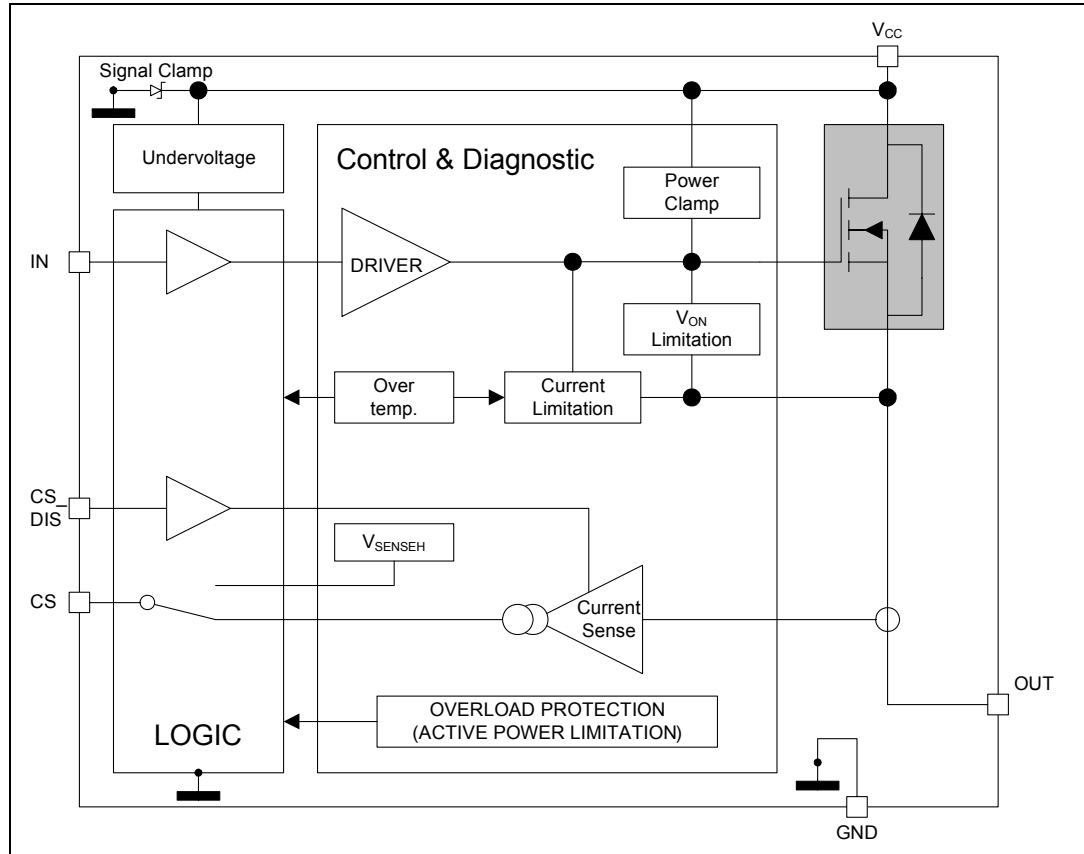 VCC
Signal Clamp
Undervoltage
Control & Diagnostic
Power
Clamp
IN
DRIVER
VON
Limitation
Over
temp.
Current
Limitation
CS_
DIS
VSENSEH
CS
Current
Sense
OUT
OVERLOAD PROTECTION
(ACTIVE POWER LIMITATION)
LOGIC
GND